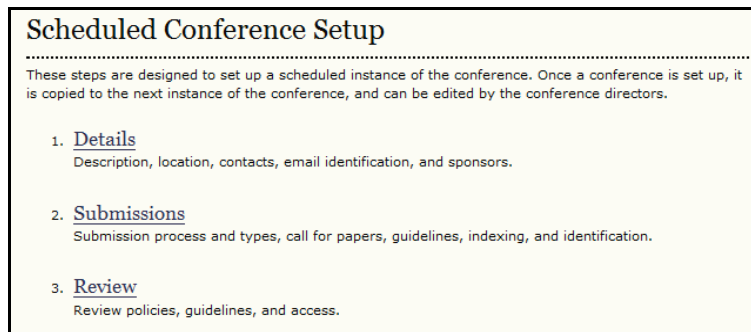 Scheduled Conference Setup
These steps are designed to set up a scheduled instance of the conference. Once a conference is set up, it
is copied to the next instance of the conference, and can be edited by the conference directors.
1. Details
Description, location, contacts, email identification, and sponsors.
2. Submissions
Submission process and types, call for papers, guidelines, indexing, and identification.
3. Review
Review policies, guidelines, and access.